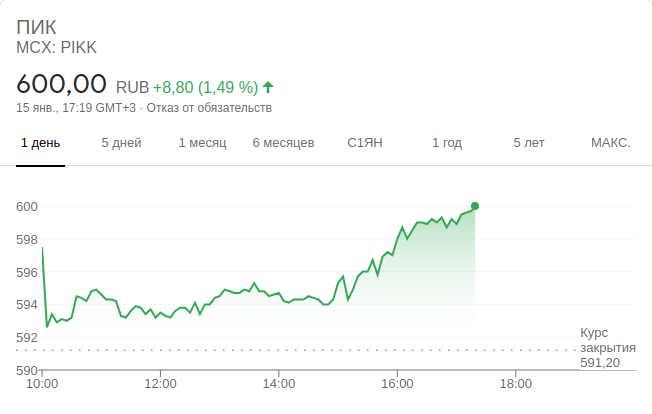 ПИК
MCX: PIKK
600,00 RUB +8,80 (1,49 %)
15 янв., 17:19 GMT+3 · Отказ от обязательств
1 день 5 дней 1 месяц 6 месяцев С1ЯН 1 год 5 лет МАКС.
600
598
596
594
592
590
Курс
закрытия
591,20
10:00 12:00 14:00 16:00 18:00